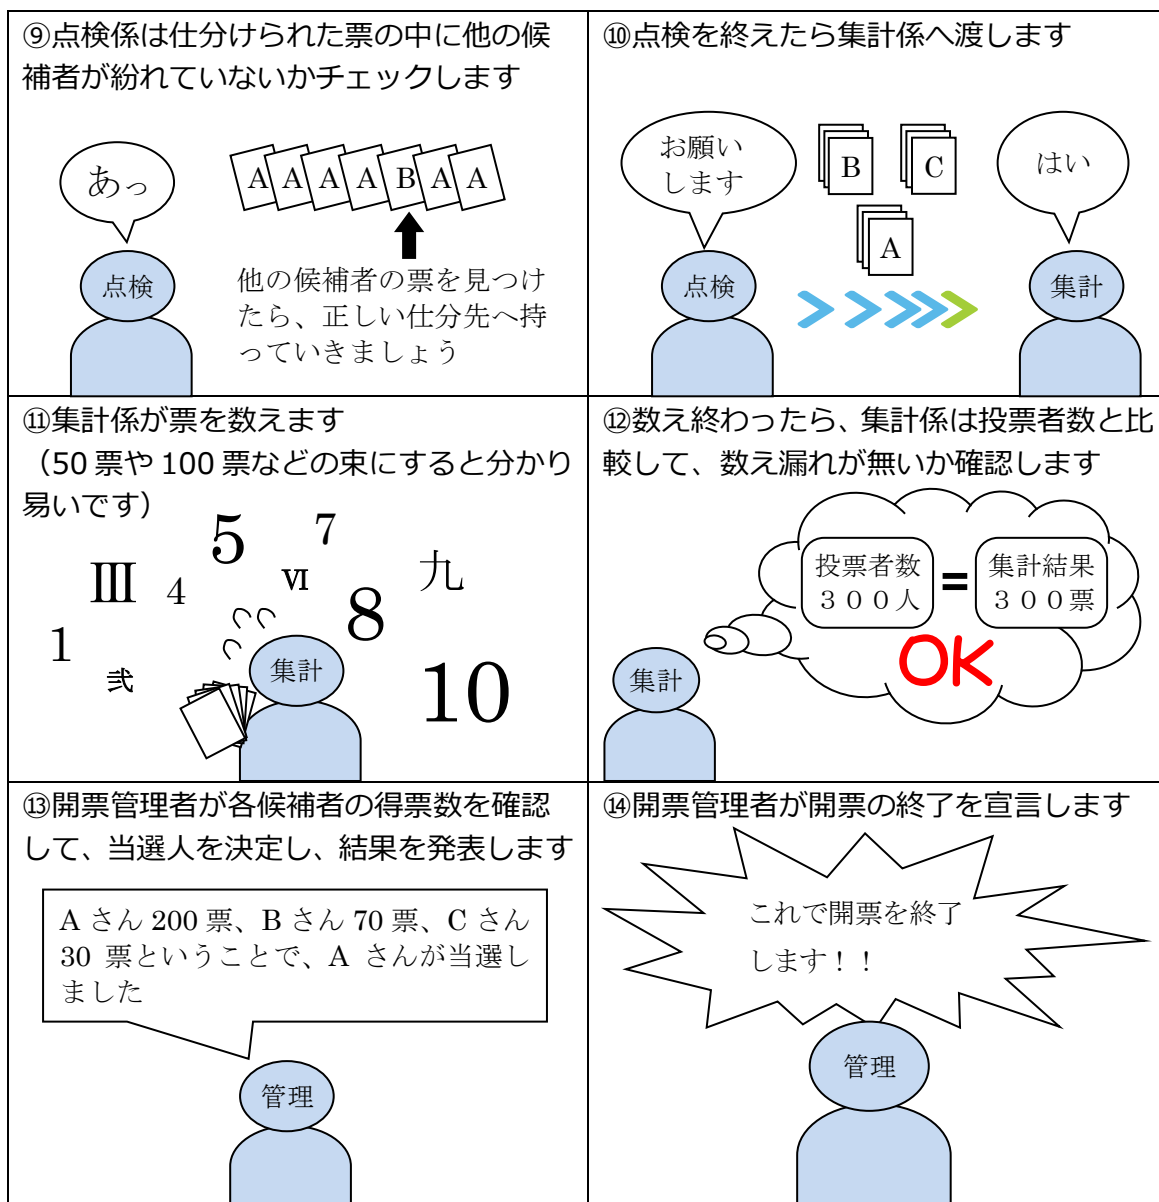 ⑨点検係は仕分けられた票の中に他の候
補者が紛れていないかチェックします
あっ
A A A A B A A
点検
他の候補者の票を見つけ
たら、正しい仕分先へ持
っていきましょう
⑩点検を終えたら集計係へ渡します
お願い
します
B
C
A
はい
点検
集計
⑪集計係が票を数えます
（50 票や 100 票などの束にすると分かり
易いです）
1
弐
Ⅲ
4
5
Ⅵ
7
8
九
10
集計
⑫数え終わったら、集計係は投票者数と比
較して、数え漏れが無いか確認します
投票者数
３００人
=
集計結果
３００票
OK
集計
⑬開票管理者が各候補者の得票数を確認
して、当選人を決定し、結果を発表します
A さん 200 票、B さん 70 票、C さん
30 票ということで、A さんが当選し
ました
管理
⑭開票管理者が開票の終了を宣言します
これで開票を終了
します！！
管理